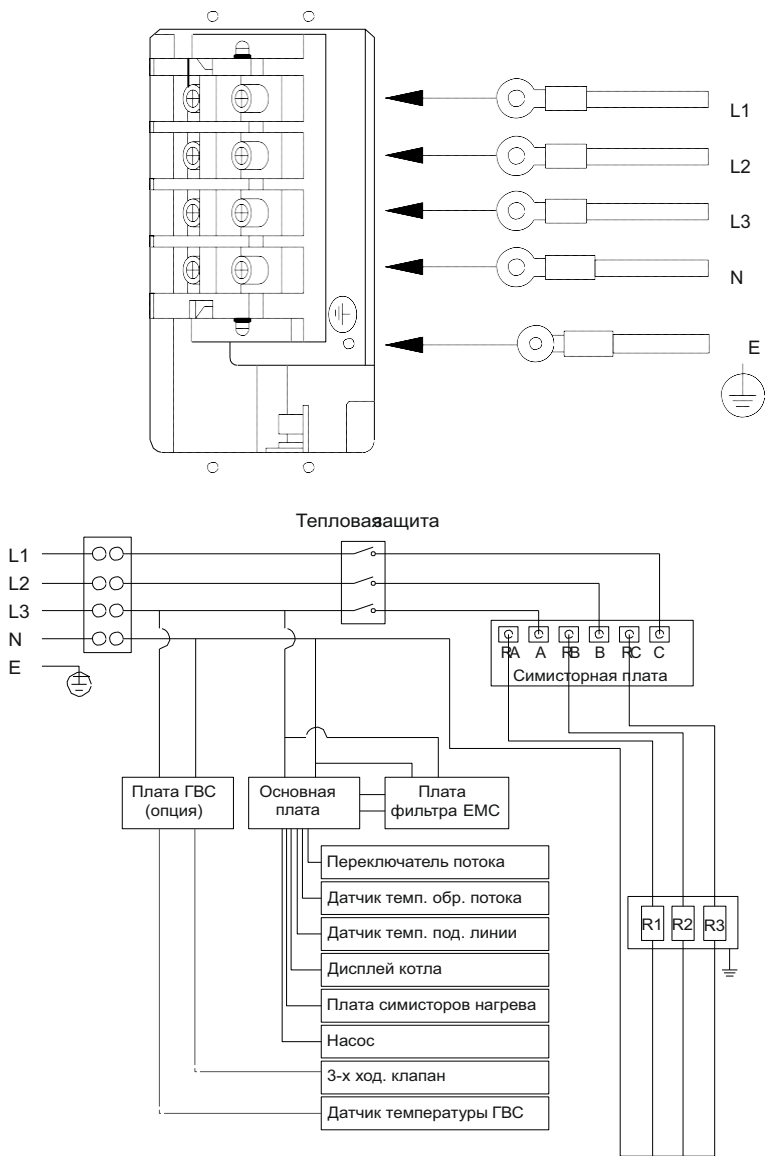 L1
L2
L3
N
E
Тепловаязащита
L1
L2
L3
N
E
RA A RB B RC C
Симисторная плата
Плата ГВС
(опция)
Основная
плата
Плата
фильтра EMC
Переключатель потока
Датчик темп. обр. потока
Датчик темп. под. линии
Дисплей котла
Плата симисторов нагрева
Насос
3-х ход. клапан
Датчик температуры ГВС
R1 R2 R3